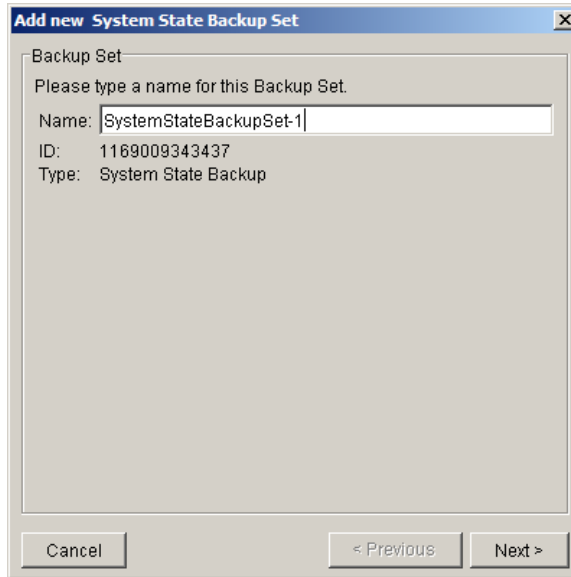 Add new System State Backup Set
Backup Set
Please type a name for this Backup Set.
Name: SystemStateBackupSet-1
ID: 1169009343437
Type: System State Backup
Cancel < Previous Next >